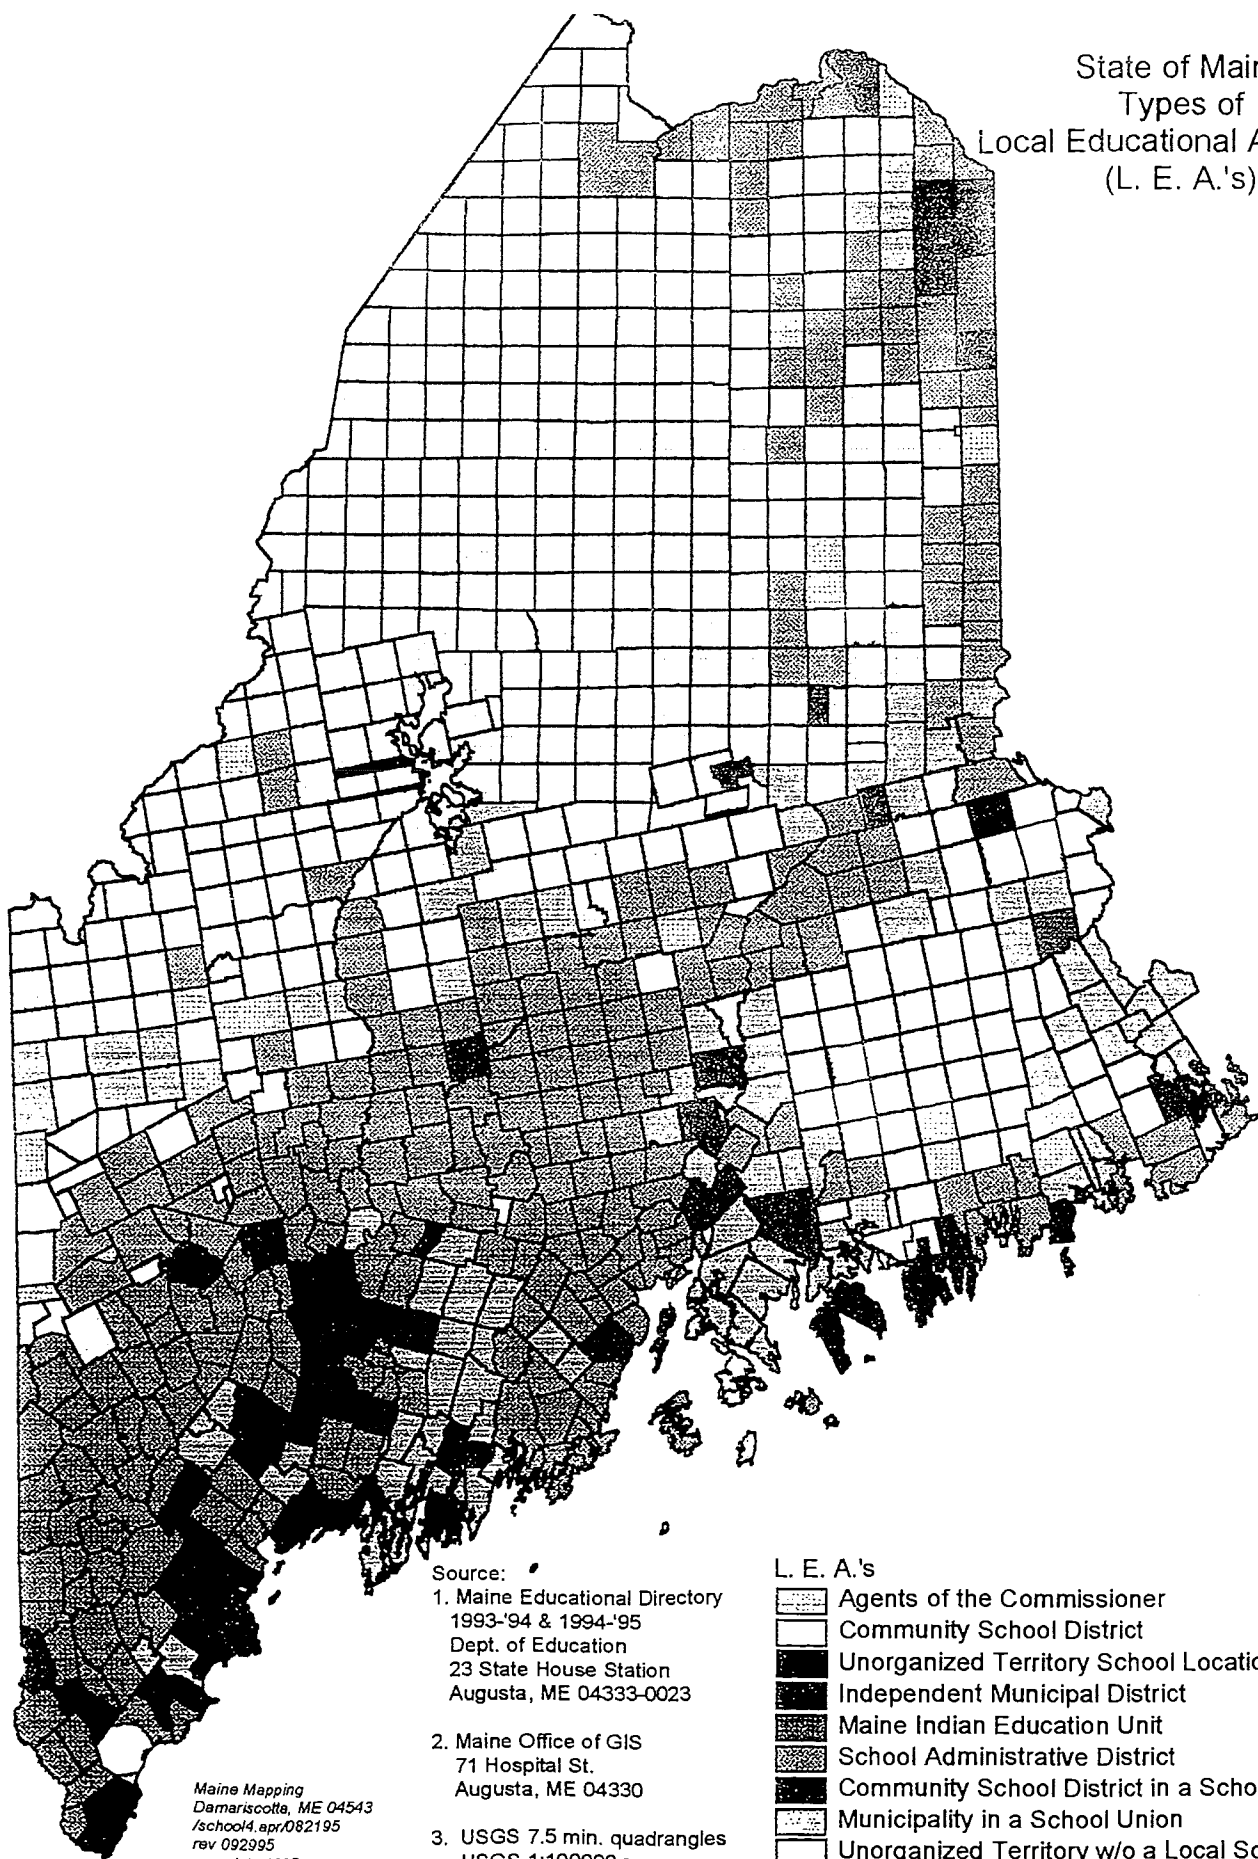 State of Main
Types of
Local Educational A
(L. E. A.'s)
Source:
1. Maine Educational Directory
1993-'94 & 1994-'95
Dept. of Education
23 State House Station
Augusta, ME 04333-0023
2. Maine Office of GIS
71 Hospital St.
Augusta, ME 04330
3. USGS 7.5 min. quadrangles
L. E. A.'s
Agents of the Commissioner
Community School District
Unorganized Territory School Locatio
Independent Municipal District
Maine Indian Education Unit
School Administrative District
Community School District in a Scho
Municipality in a School Union
Unorganized Territory w/o a Local Sc
Maine Mapping
Damariscotta, ME 04543
/school4.apr/082195
rev 092995